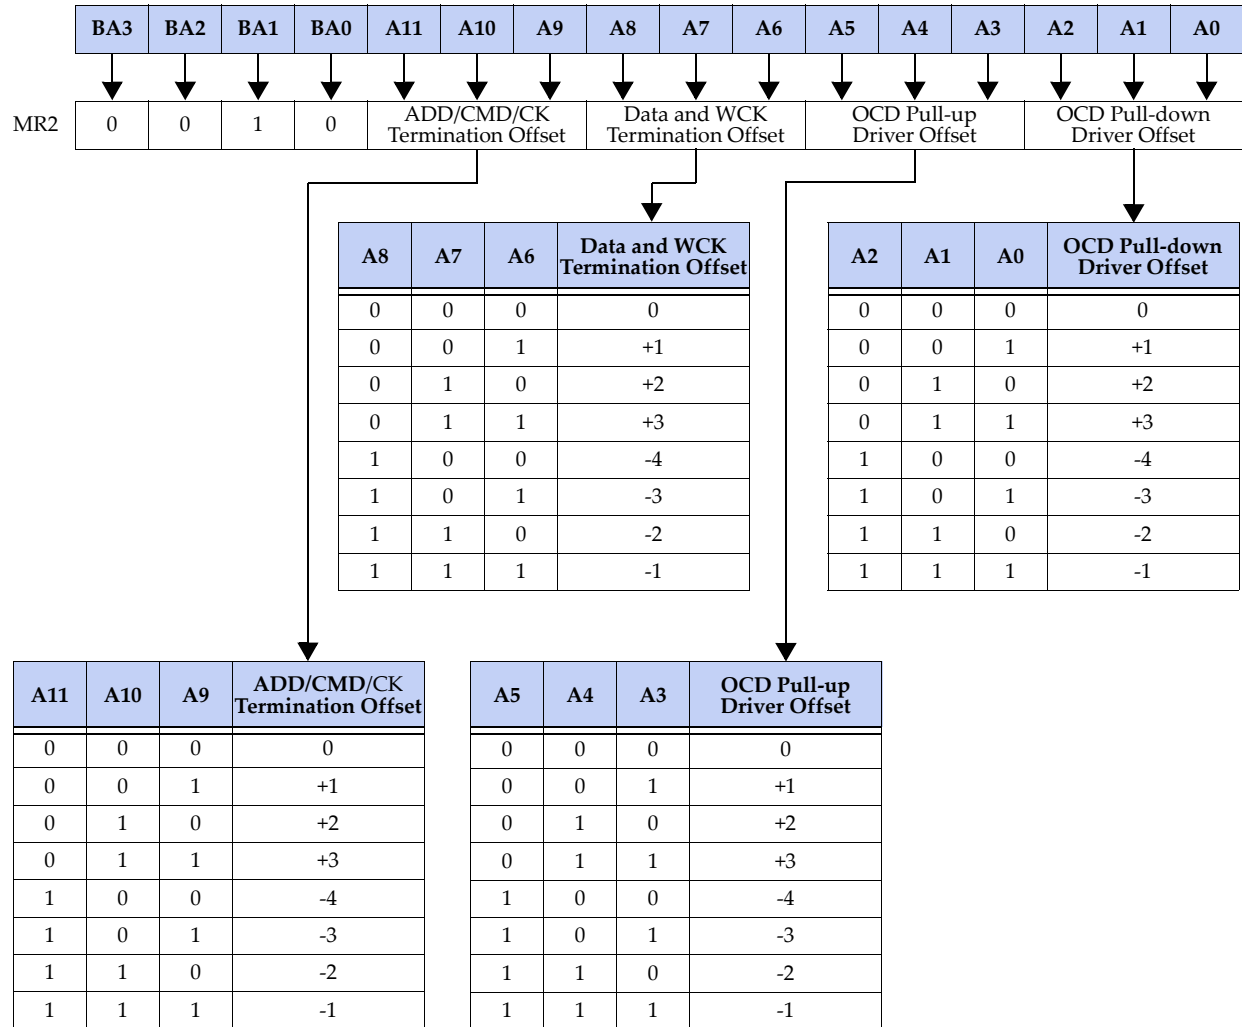 BA3 BA2 BA1 BA0 A11 A10 A9 A8 A7 A6 A5 A4 A3 A2 A1 A0
MR2 0 0 1 0 ADD/CMD/CK Data and WCK OCD Pull-up OCD Pull-down
Termination Offset Termination Offset Driver Offset Driver Offset
A8 A7 A6 Data and WCK Termination Offset
0 0 0 0
0 0 1 +1
0 1 0 +2
0 1 1 +3
1 0 0 -4
1 0 1 -3
1 1 0 -2
1 1 1 -1
A2 A1 A0 OCD Pull-down Driver Offset
0 0 0 0
0 0 1 +1
0 1 0 +2
0 1 1 +3
1 0 0 -4
1 0 1 -3
1 1 0 -2
1 1 1 -1
A11 A10 A9 ADD/CMD/CK Termination Offset
0 0 0 0
0 0 1 +1
0 1 0 +2
0 1 1 +3
1 0 0 -4
1 0 1 -3
1 1 0 -2
1 1 1 -1
A5 A4 A3 OCD Pull-up Driver Offset
0 0 0 0
0 0 1 +1
0 1 0 +2
0 1 1 +3
1 0 0 -4
1 0 1 -3
1 1 0 -2
1 1 1 -1